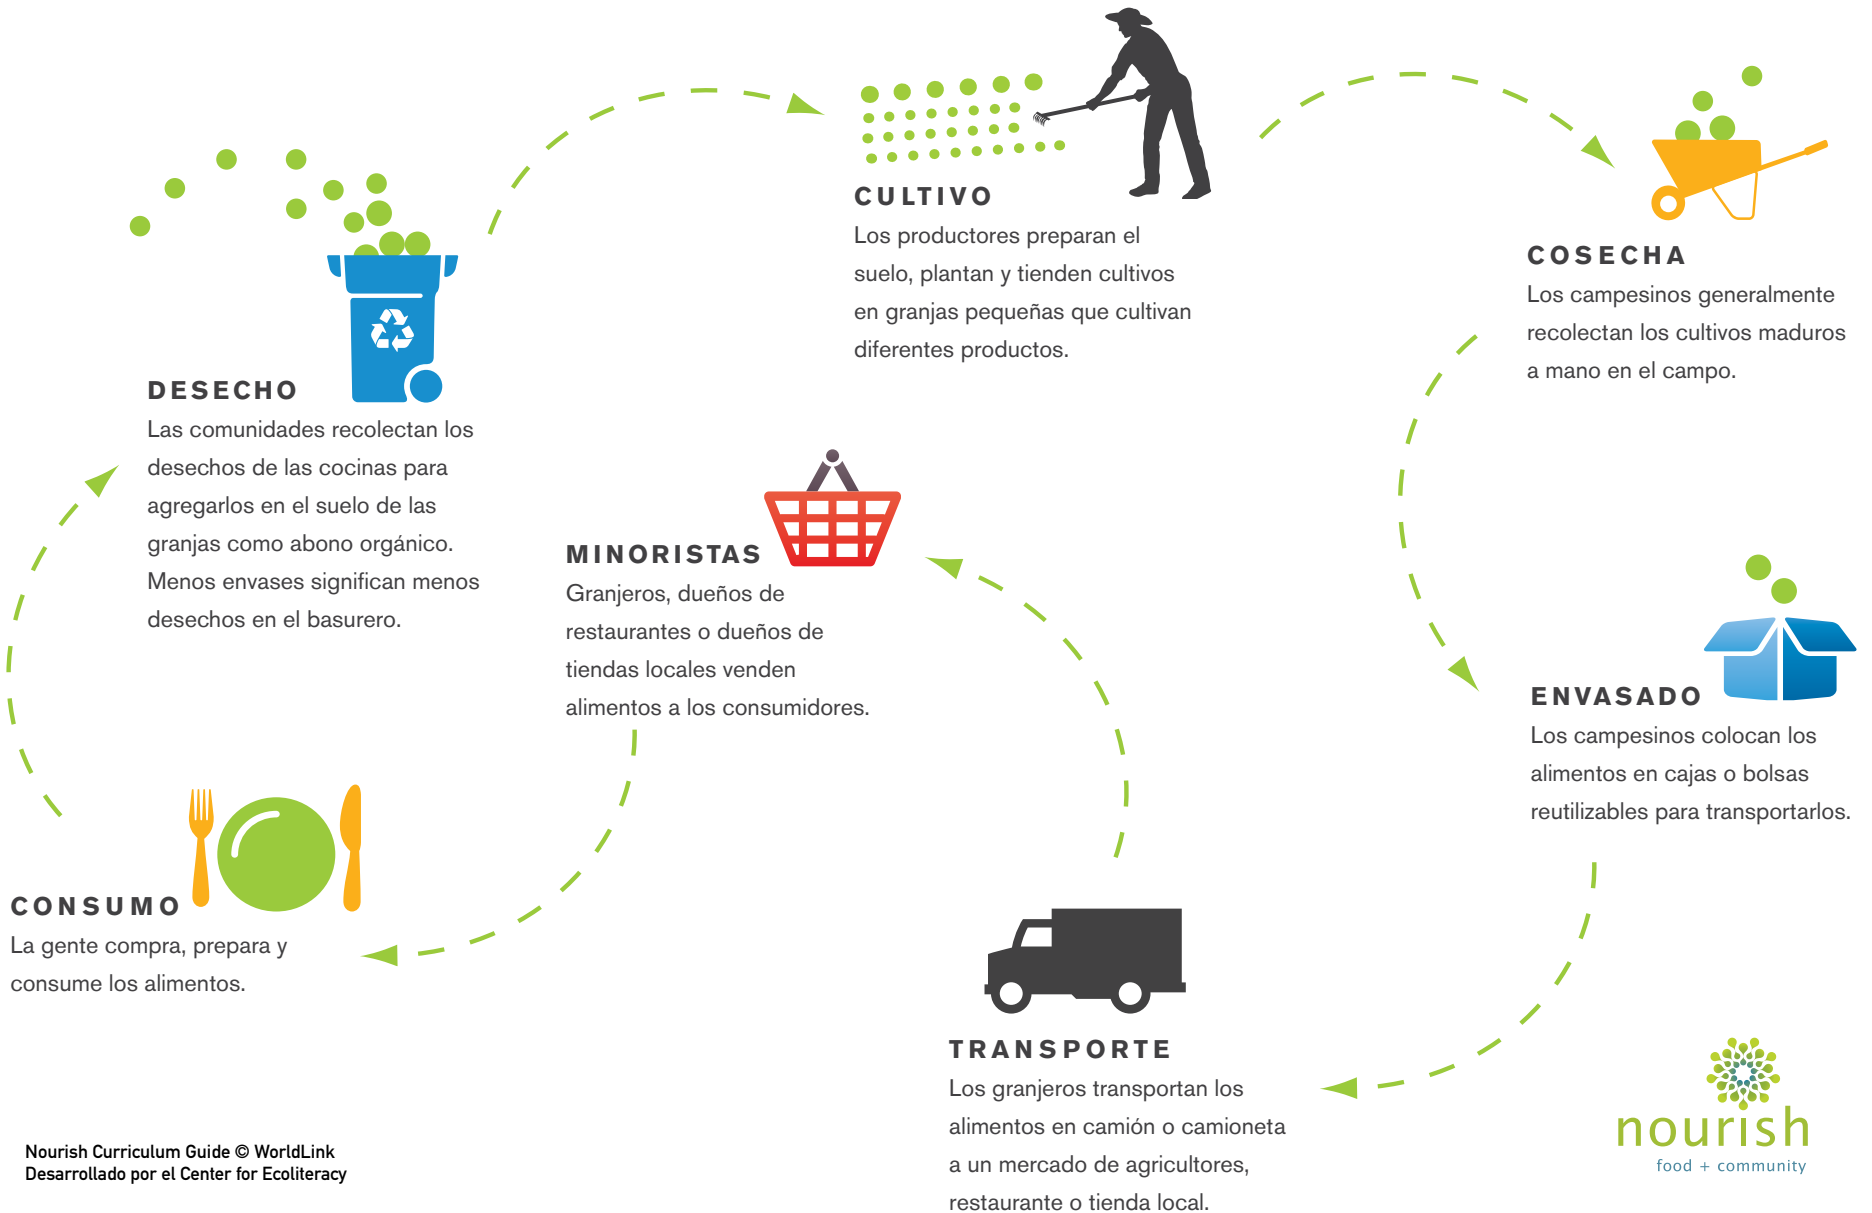 CULTIVO
Los productores preparan el
suelo, plantan y tienden cultivos
en granjas pequeñas que cultivan
diferentes productos.
COSECHA
Los campesinos generalmente
recolectan los cultivos maduros
a mano en el campo.
ENVASADO
Los campesinos colocan los
alimentos en cajas o bolsas
reutilizables para transportarlos.
TRANSPORTE
Los granjeros transportan los
alimentos en camión o camioneta
a un mercado de agricultores,
restaurante o tienda local.
MINORISTAS
Granjeros, dueños de
restaurantes o dueños de
tiendas locales venden
alimentos a los consumidores.
CONSUMO
La gente compra, prepara y
consume los alimentos.
DESECHO
Las comunidades recolectan los
desechos de las cocinas para
agregarlos en el suelo de las
granjas como abono orgánico.
Menos envases significan menos
desechos en el basurero.
Nourish Curriculum Guide © WorldLink
Desarrollado por el Center for Ecoliteracy
nourish
food + community